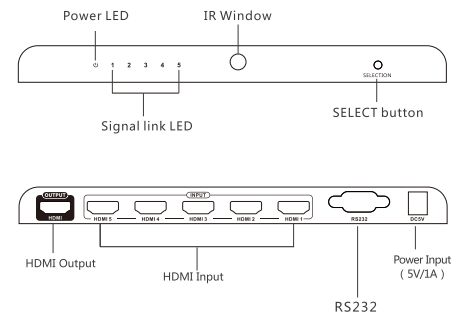 Power LED
IR Window
1 2 3 4 5
SELECTION
Signal link LED
SELECT button
OUTPUT
INPUT
HDMI
HDMI 5
HDMI 4
HDMI 3
HDMI 2
HDMI 1
RS232
DC5V
HDMI Output
HDMI Input
Power Input
( 5V/1A )
RS232